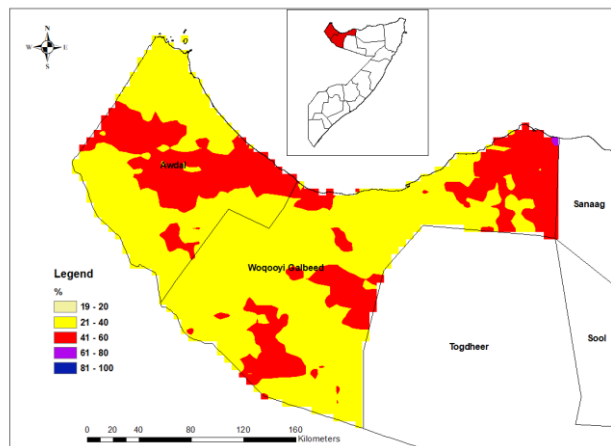 N
W E
S
Awdal
Sanaag
Woqooyi Galbeed
Legend
%
19 - 20
21 - 40
41 - 60
61 - 80
81 - 100
Togdheer
Sool
0 20 40 80 120 160
Kilometers